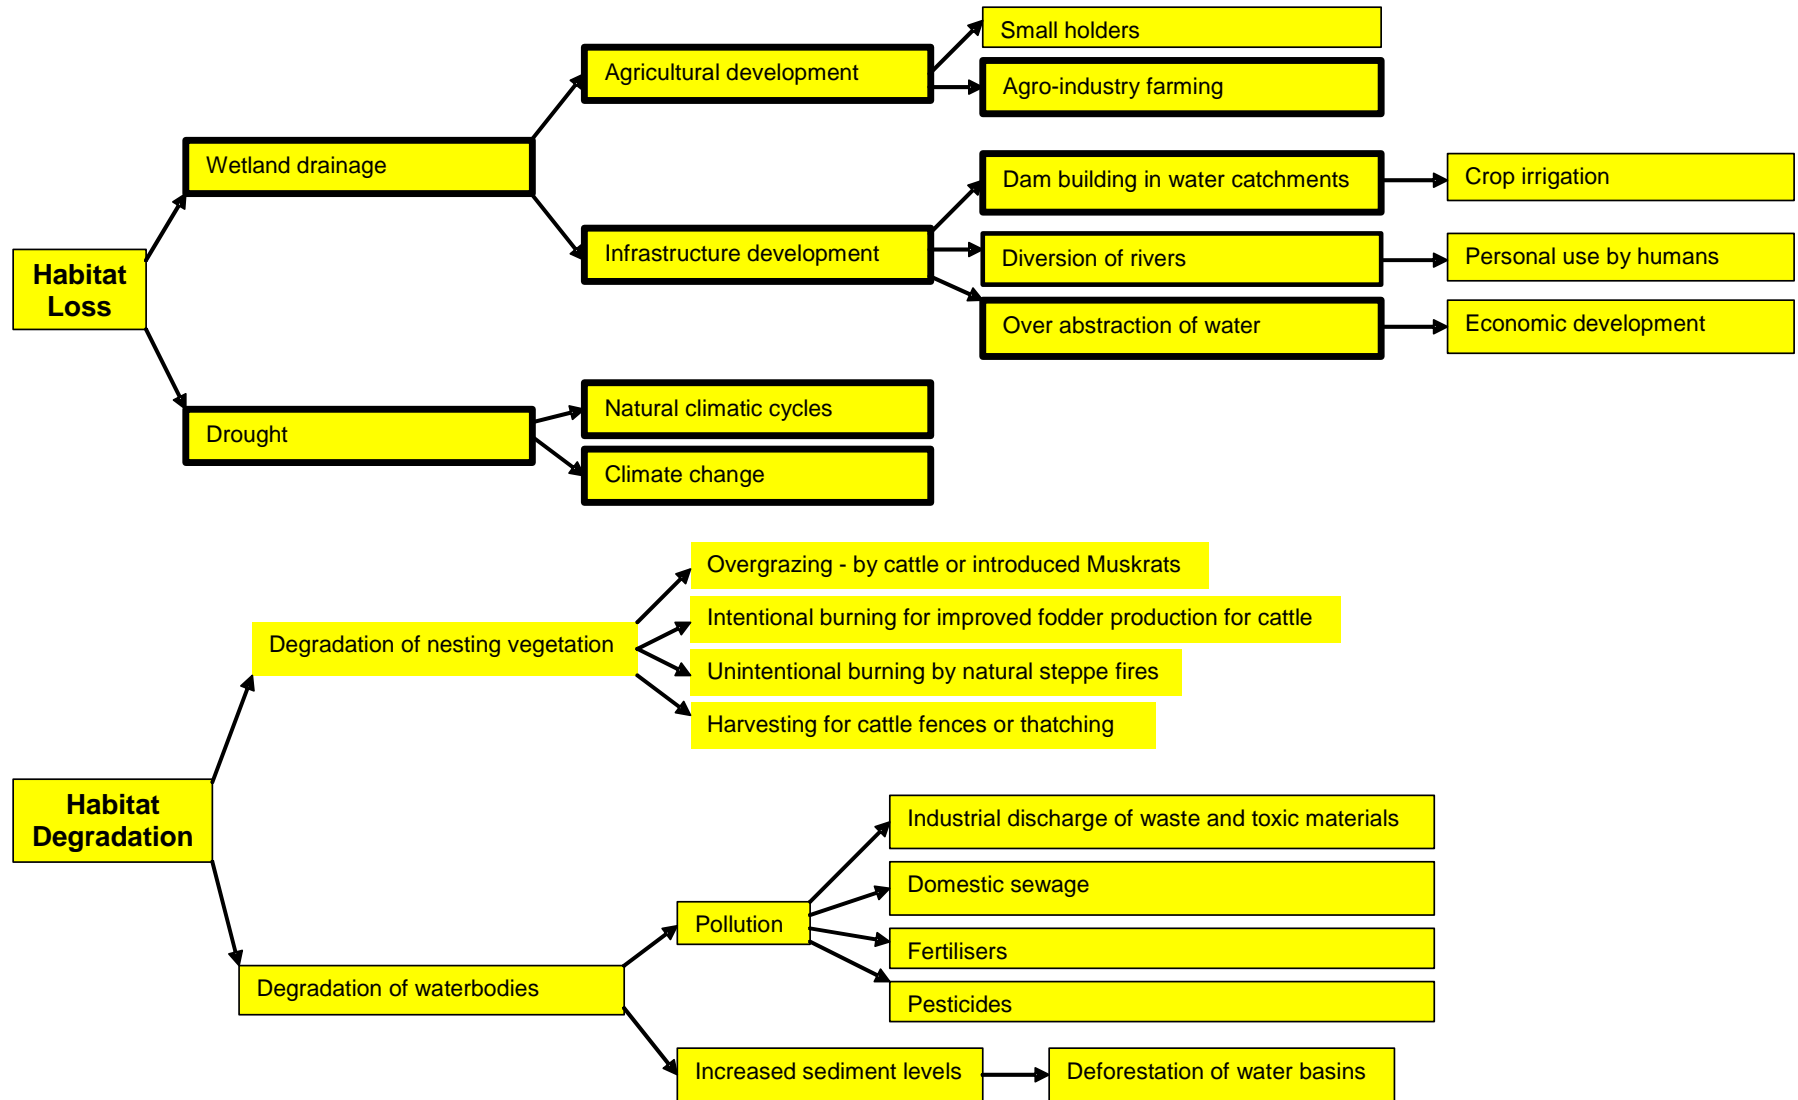 Small holders
Agricultural development
Agro-industry farming
Wetland drainage
Dam building in water catchments
Crop irrigation
Habitat
Loss
Infrastructure development
Diversion of rivers
Personal use by humans
Over abstraction of water
Economic development
Natural climatic cycles
Drought
Climate change
Overgrazing - by cattle or introduced Muskrats
Intentional burning for improved fodder production for cattle
Degradation of nesting vegetation
Unintentional burning by natural steppe fires
Harvesting for cattle fences or thatching
Habitat
Degradation
Industrial discharge of waste and toxic materials
Domestic sewage
Pollution
Fertilisers
Degradation of waterbodies
Pesticides
Increased sediment levels
Deforestation of water basins